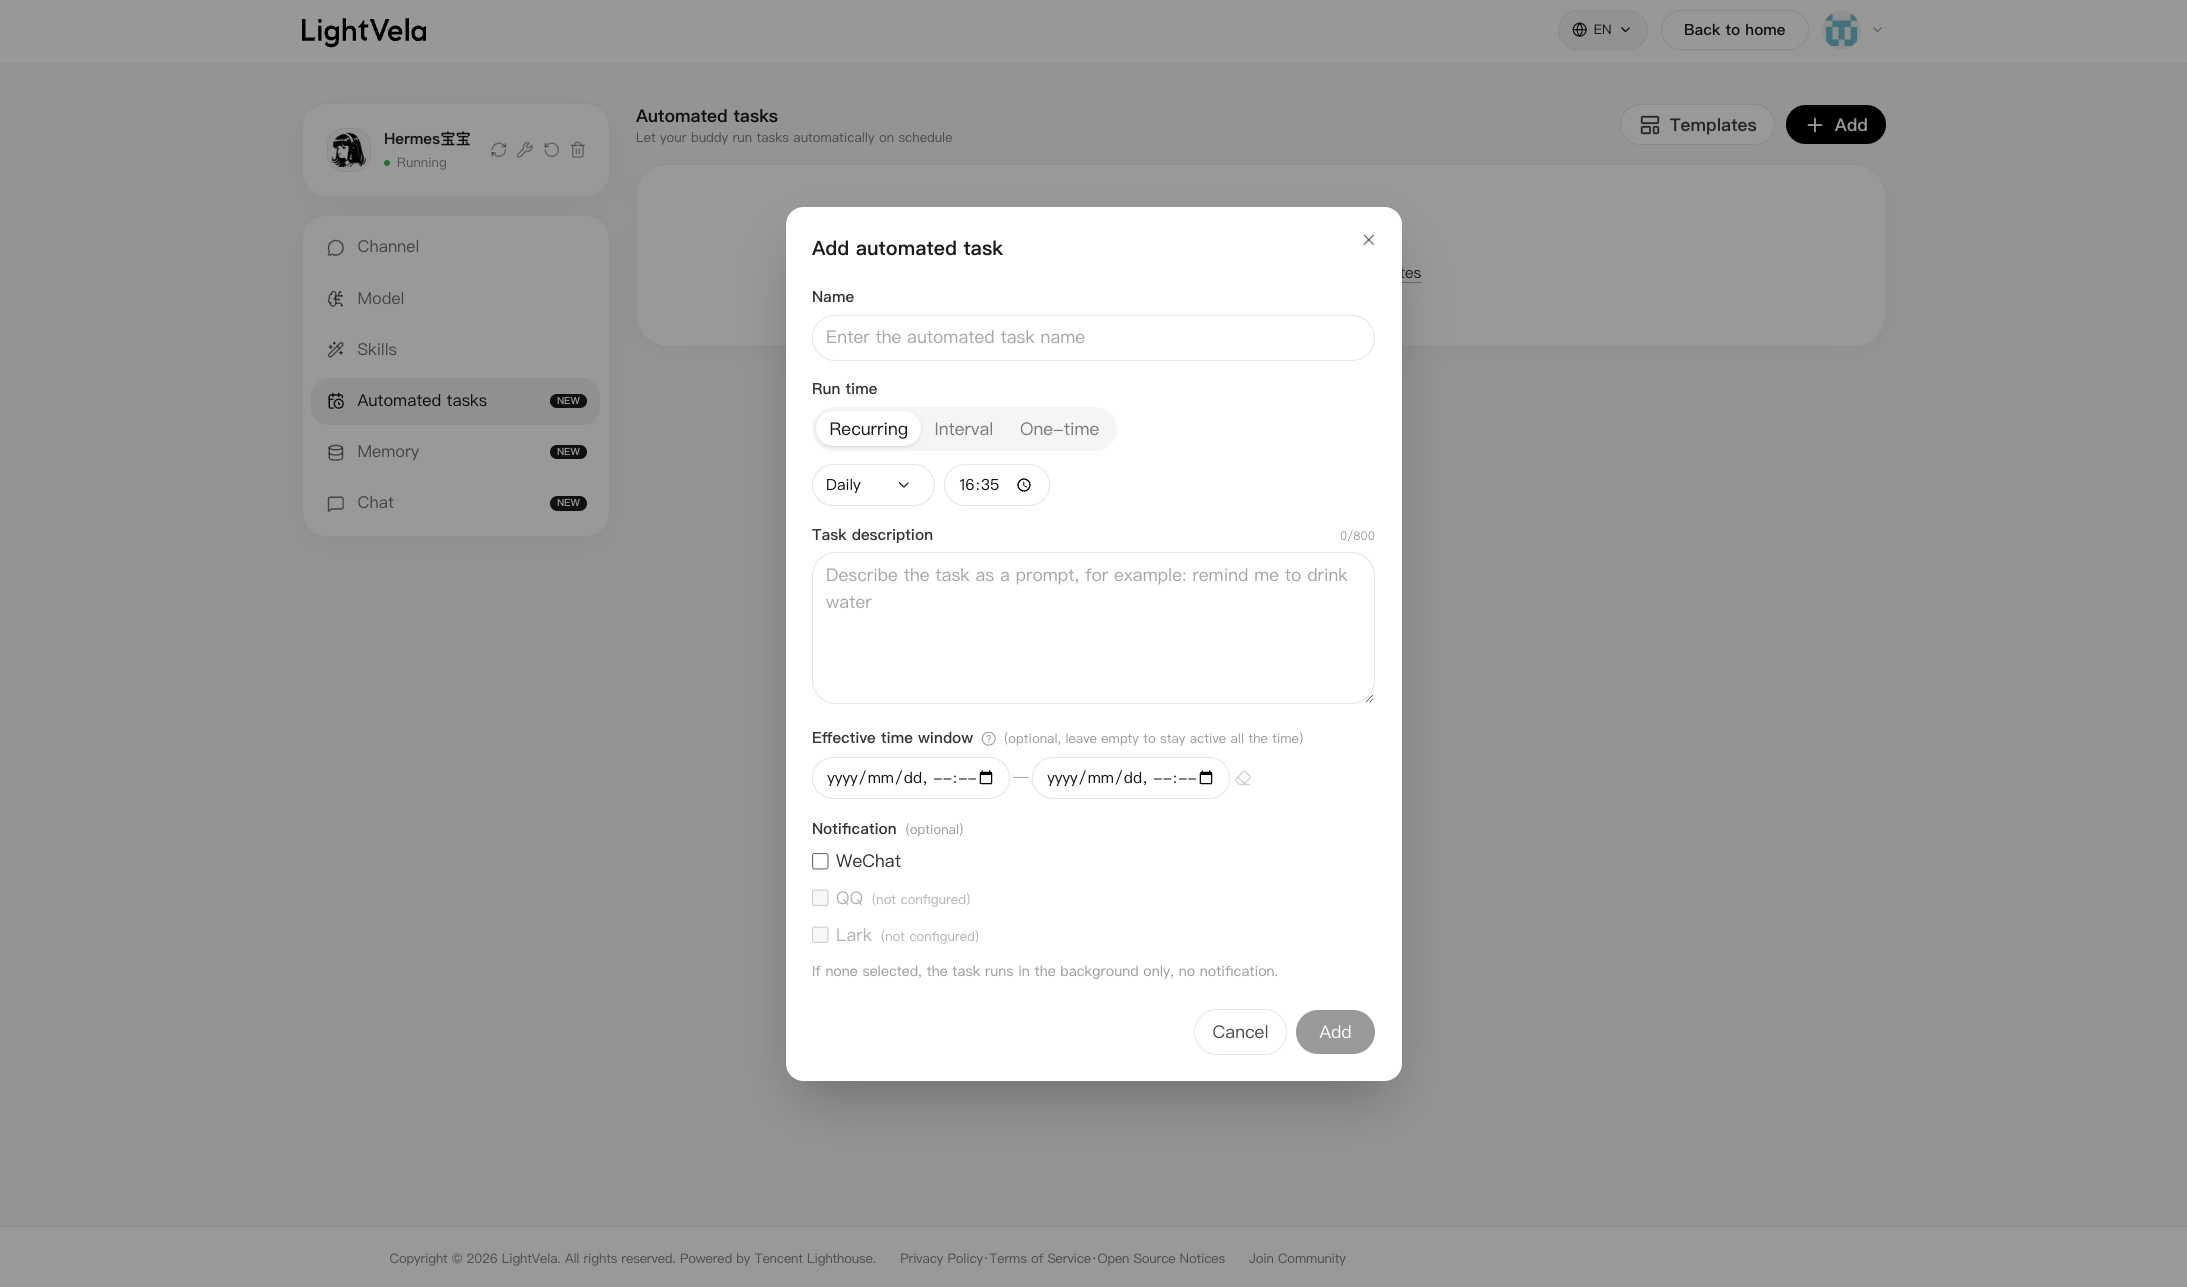 LightVela
EN
Back to home
Hermes宝宝
Running
Automated tasks
Let your buddy run tasks automatically on schedule
Templates
Add
Channel
Model
Skills
Automated tasks NEW
Memory NEW
Chat NEW
tes
Add automated task
Name
Enter the automated task name
Run time
Recurring Interval One-time
Daily 16:35
Task description 0/800
Describe the task as a prompt, for example: remind me to drink
water
Effective time window (optional, leave empty to stay active all the time)
yyyy/mm/dd, --:-- — yyyy/mm/dd, --:--
Notification (optional)
WeChat
QQ (not configured)
Lark (not configured)
If none selected, the task runs in the background only, no notification.
Cancel Add
Copyright © 2026 LightVela. All rights reserved. Powered by Tencent Lighthouse. Privacy Policy·Terms of Service·Open Source Notices Join Community